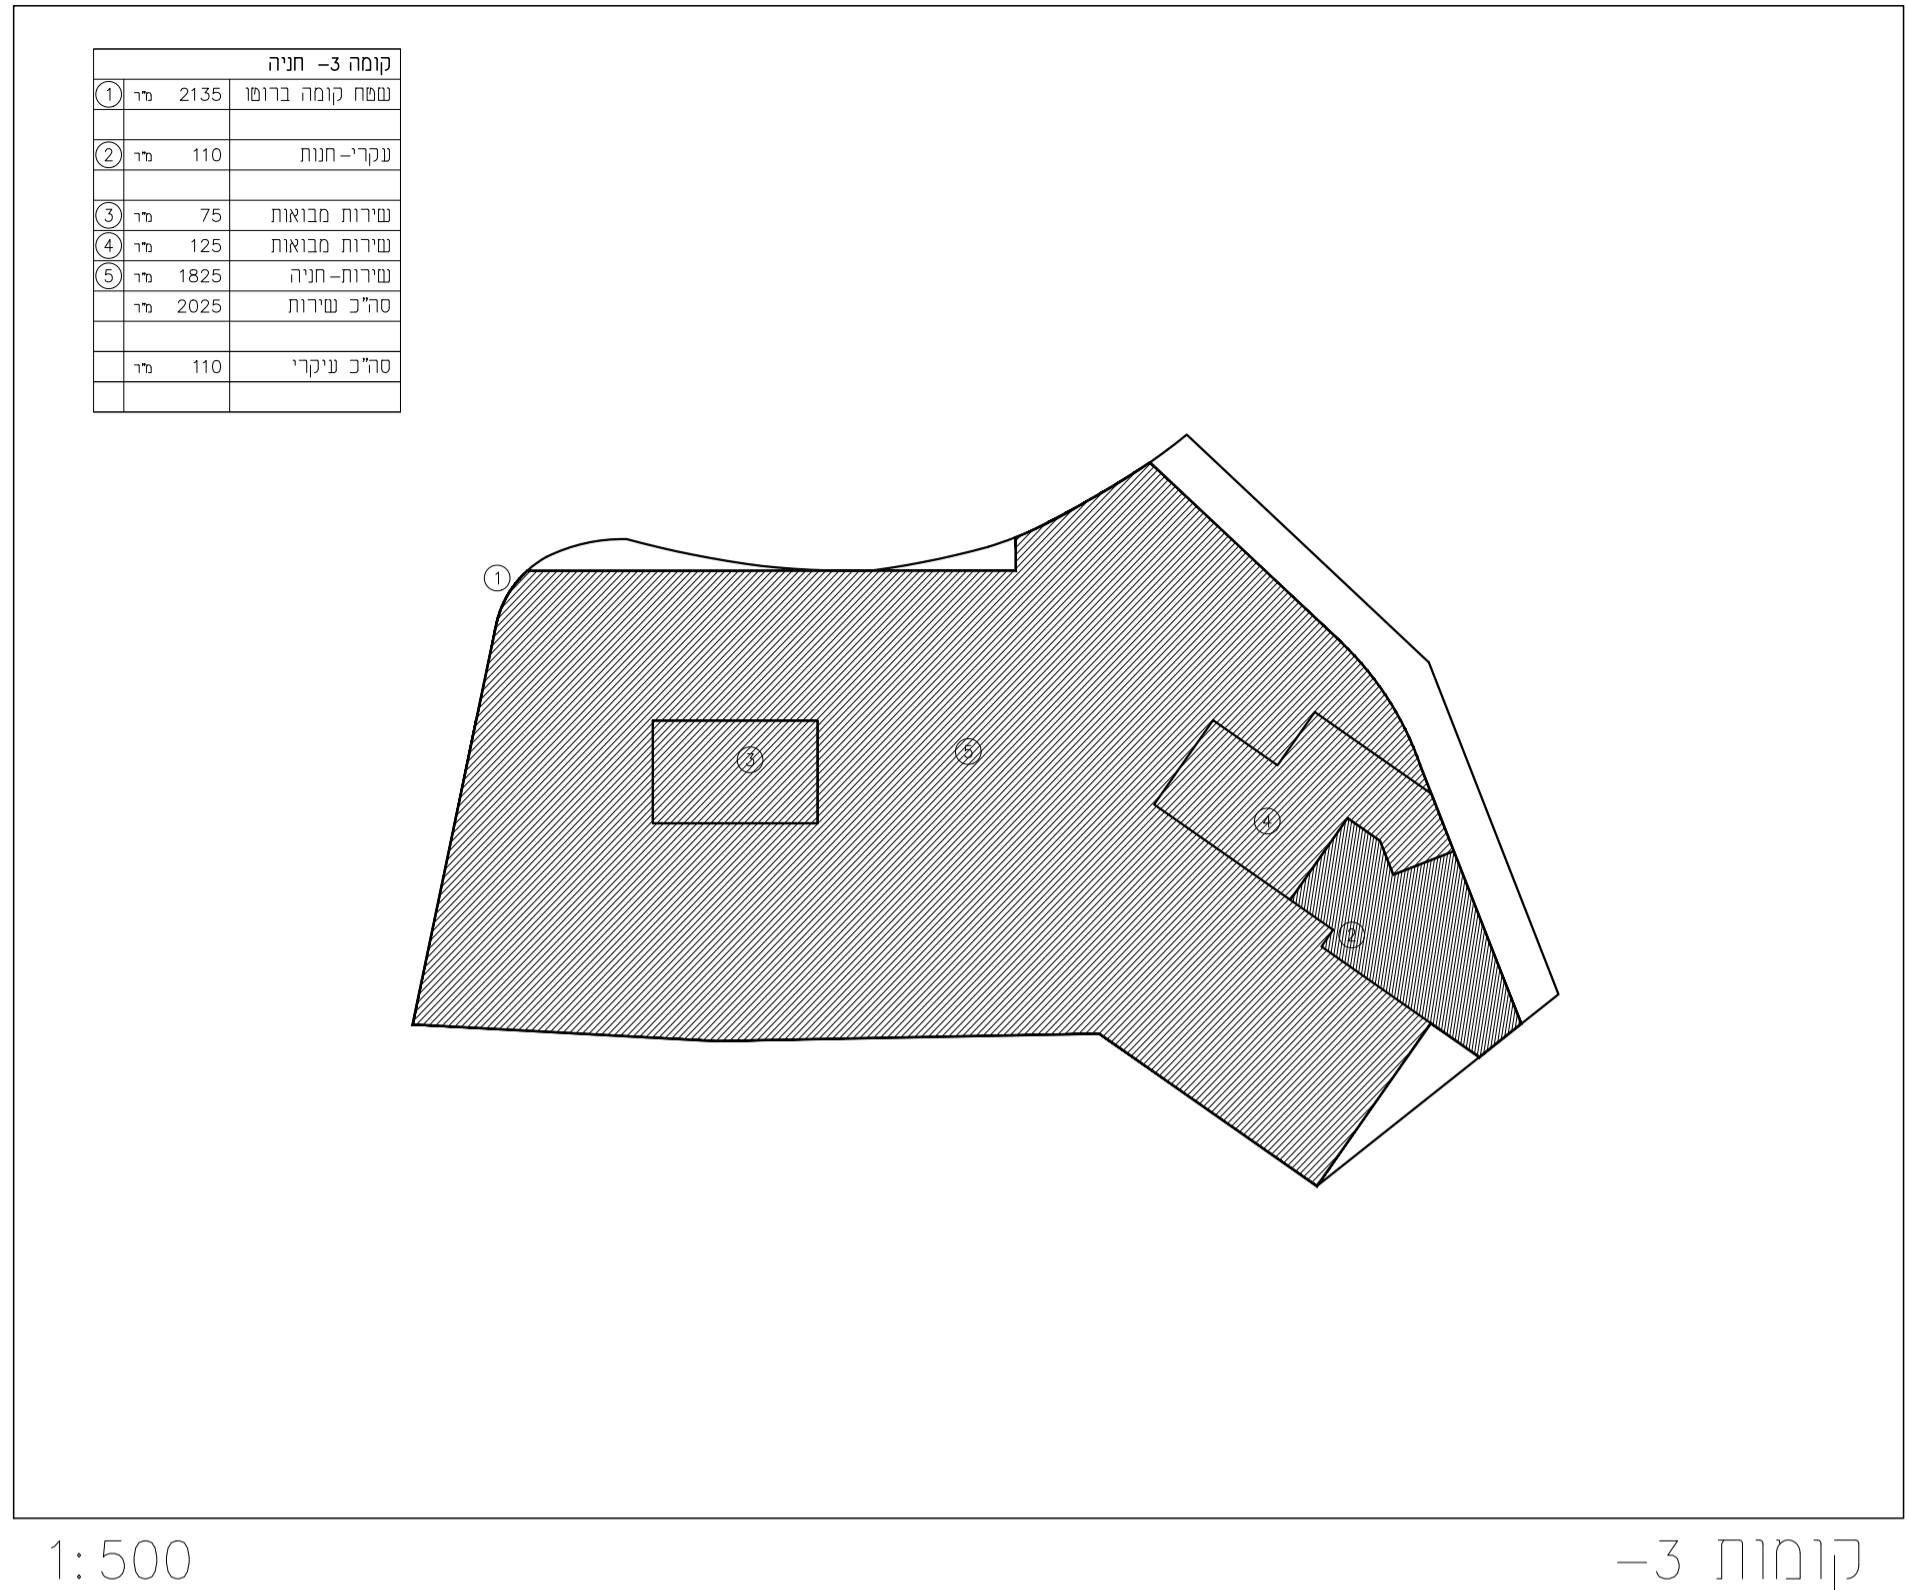 קומה 3- חניה
שטח קומה ברוטו 2135 מ"ר 1
עקרי-חנות 110 מ"ר 2
שירות מבואות 75 מ"ר 3
שירות מבואות 125 מ"ר 4
שירות-חניה 1825 מ"ר 5
סה"כ שירות 2025 מ"ר
סה"כ עיקרי 110 מ"ר
1
3
5
4
2
קומות 3-
1:500